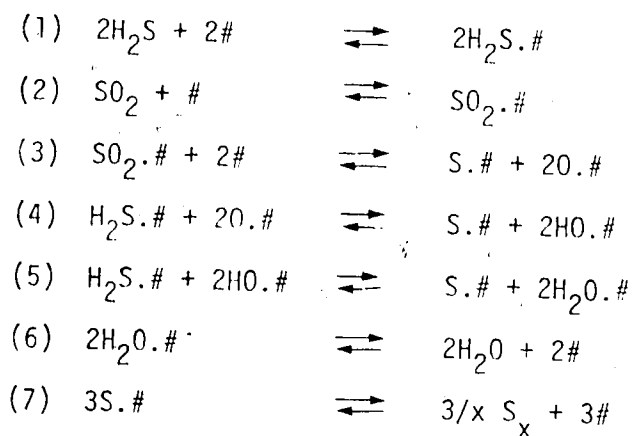 (1) 2H₂S + 2# ⇌ 2H₂S.#
(2) SO₂ + # ⇌ SO₂.#
(3) SO₂.# + 2# ⇌ S.# + 2O.#
(4) H₂S.# + 2O.# ⇌ S.# + 2HO.#
(5) H₂S.# + 2HO.# ⇌ S.# + 2H₂O.#
(6) 2H₂O.# ⇌ 2H₂O + 2#
(7) 3S.# ⇌ 3/x Sₓ + 3#